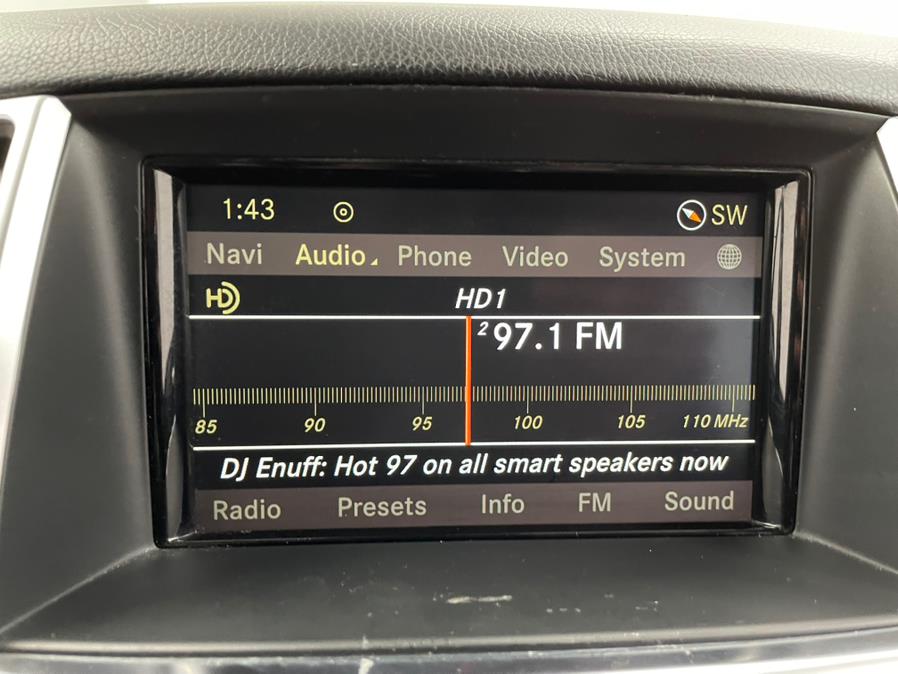 1:43 SW
Navi Audio Phone Video System
HD HD1
2 97.1 FM
85 90 95 100 105 110 MHz
DJ Enuff: Hot 97 on all smart speakers now
Radio Presets Info FM Sound